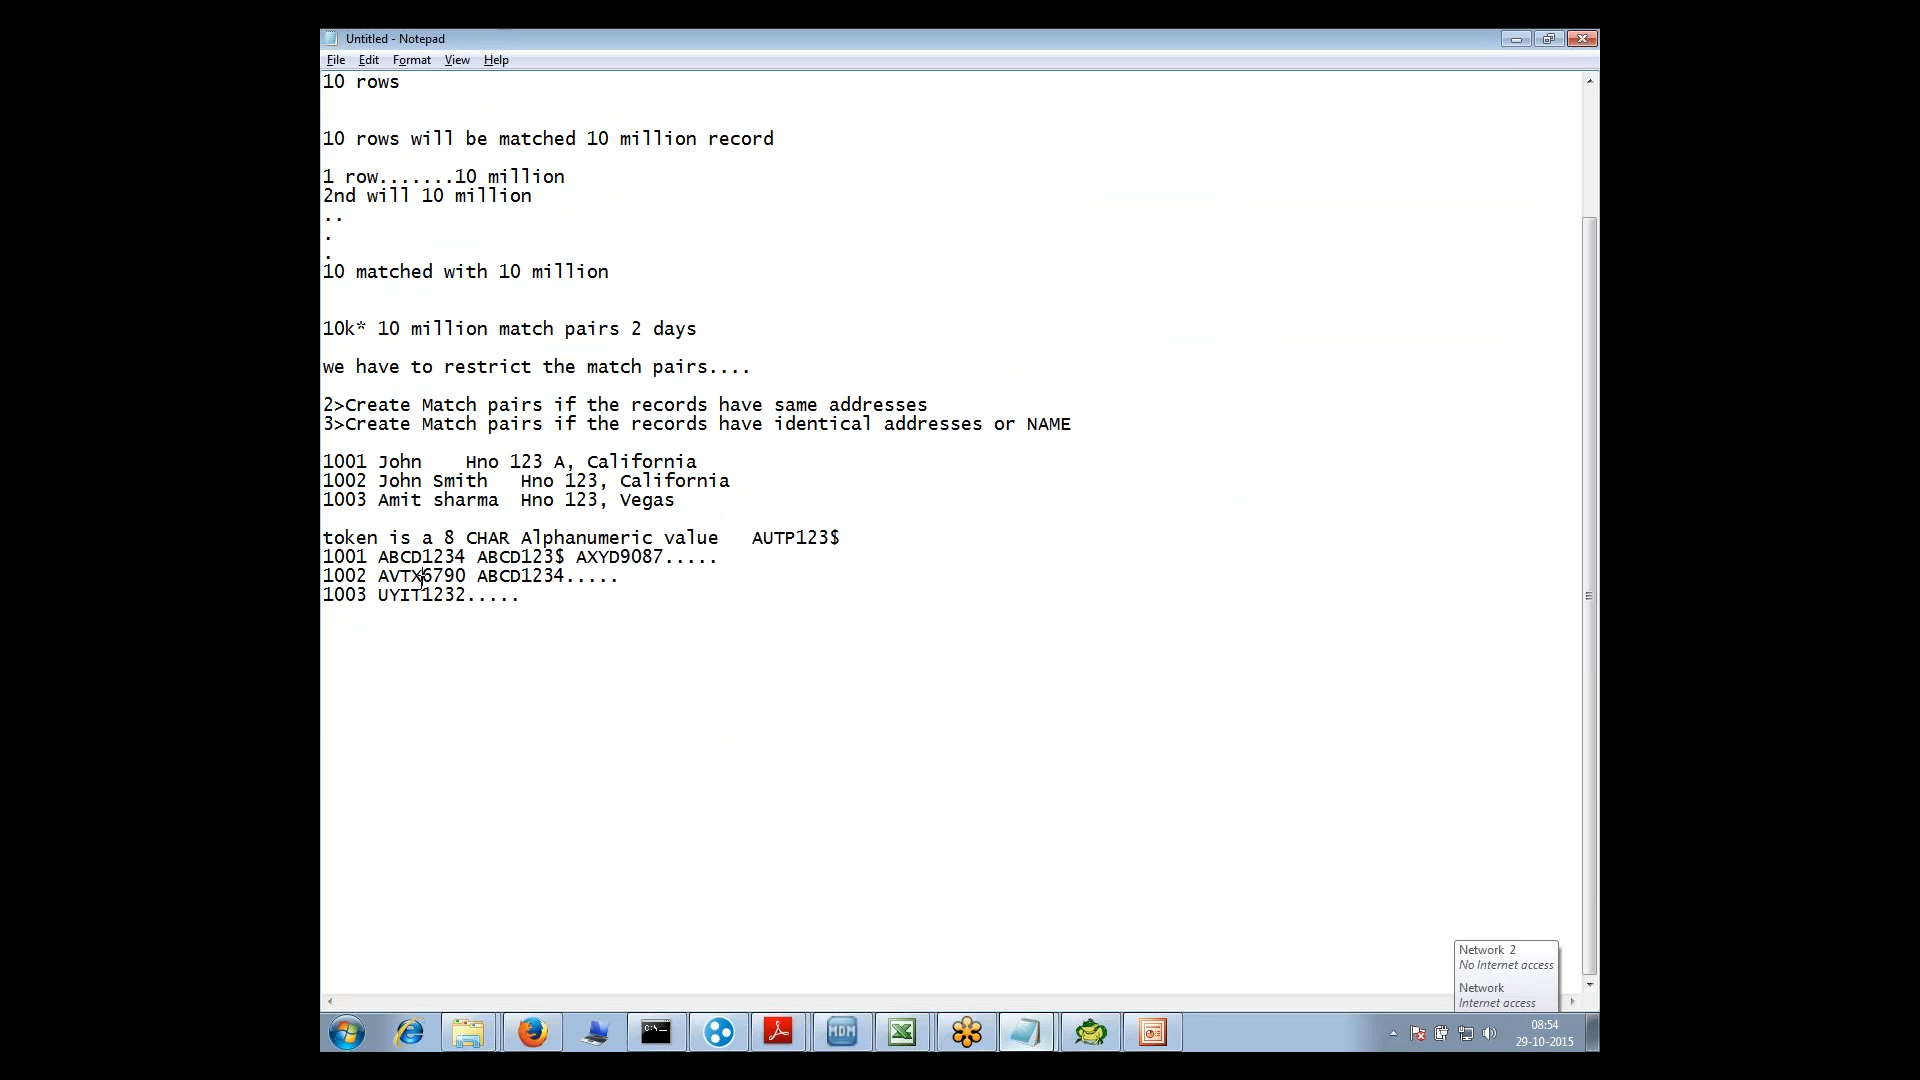 Untitled - Notepad
File Edit Format View Help
10 rows
10 rows will be matched 10 million record
1 row.......10 million
2nd will 10 million
..
.
.
10 matched with 10 million
10k* 10 million match pairs 2 days
we have to restrict the match pairs....
2>Create Match pairs if the records have same addresses
3>Create Match pairs if the records have identical addresses or NAME
1001 John    Hno 123 A, California
1002 John Smith   Hno 123, California
1003 Amit sharma  Hno 123, Vegas
token is a 8 CHAR Alphanumeric value   AUTP123$
1001 ABCD1234 ABCD123$ AXYD9087.....
1002 AVTX6790 ABCD1234.....
1003 UYIT1232.....
Network 2
No Internet access
Network
Internet access
C:\_
MDM
08:54
29-10-2015